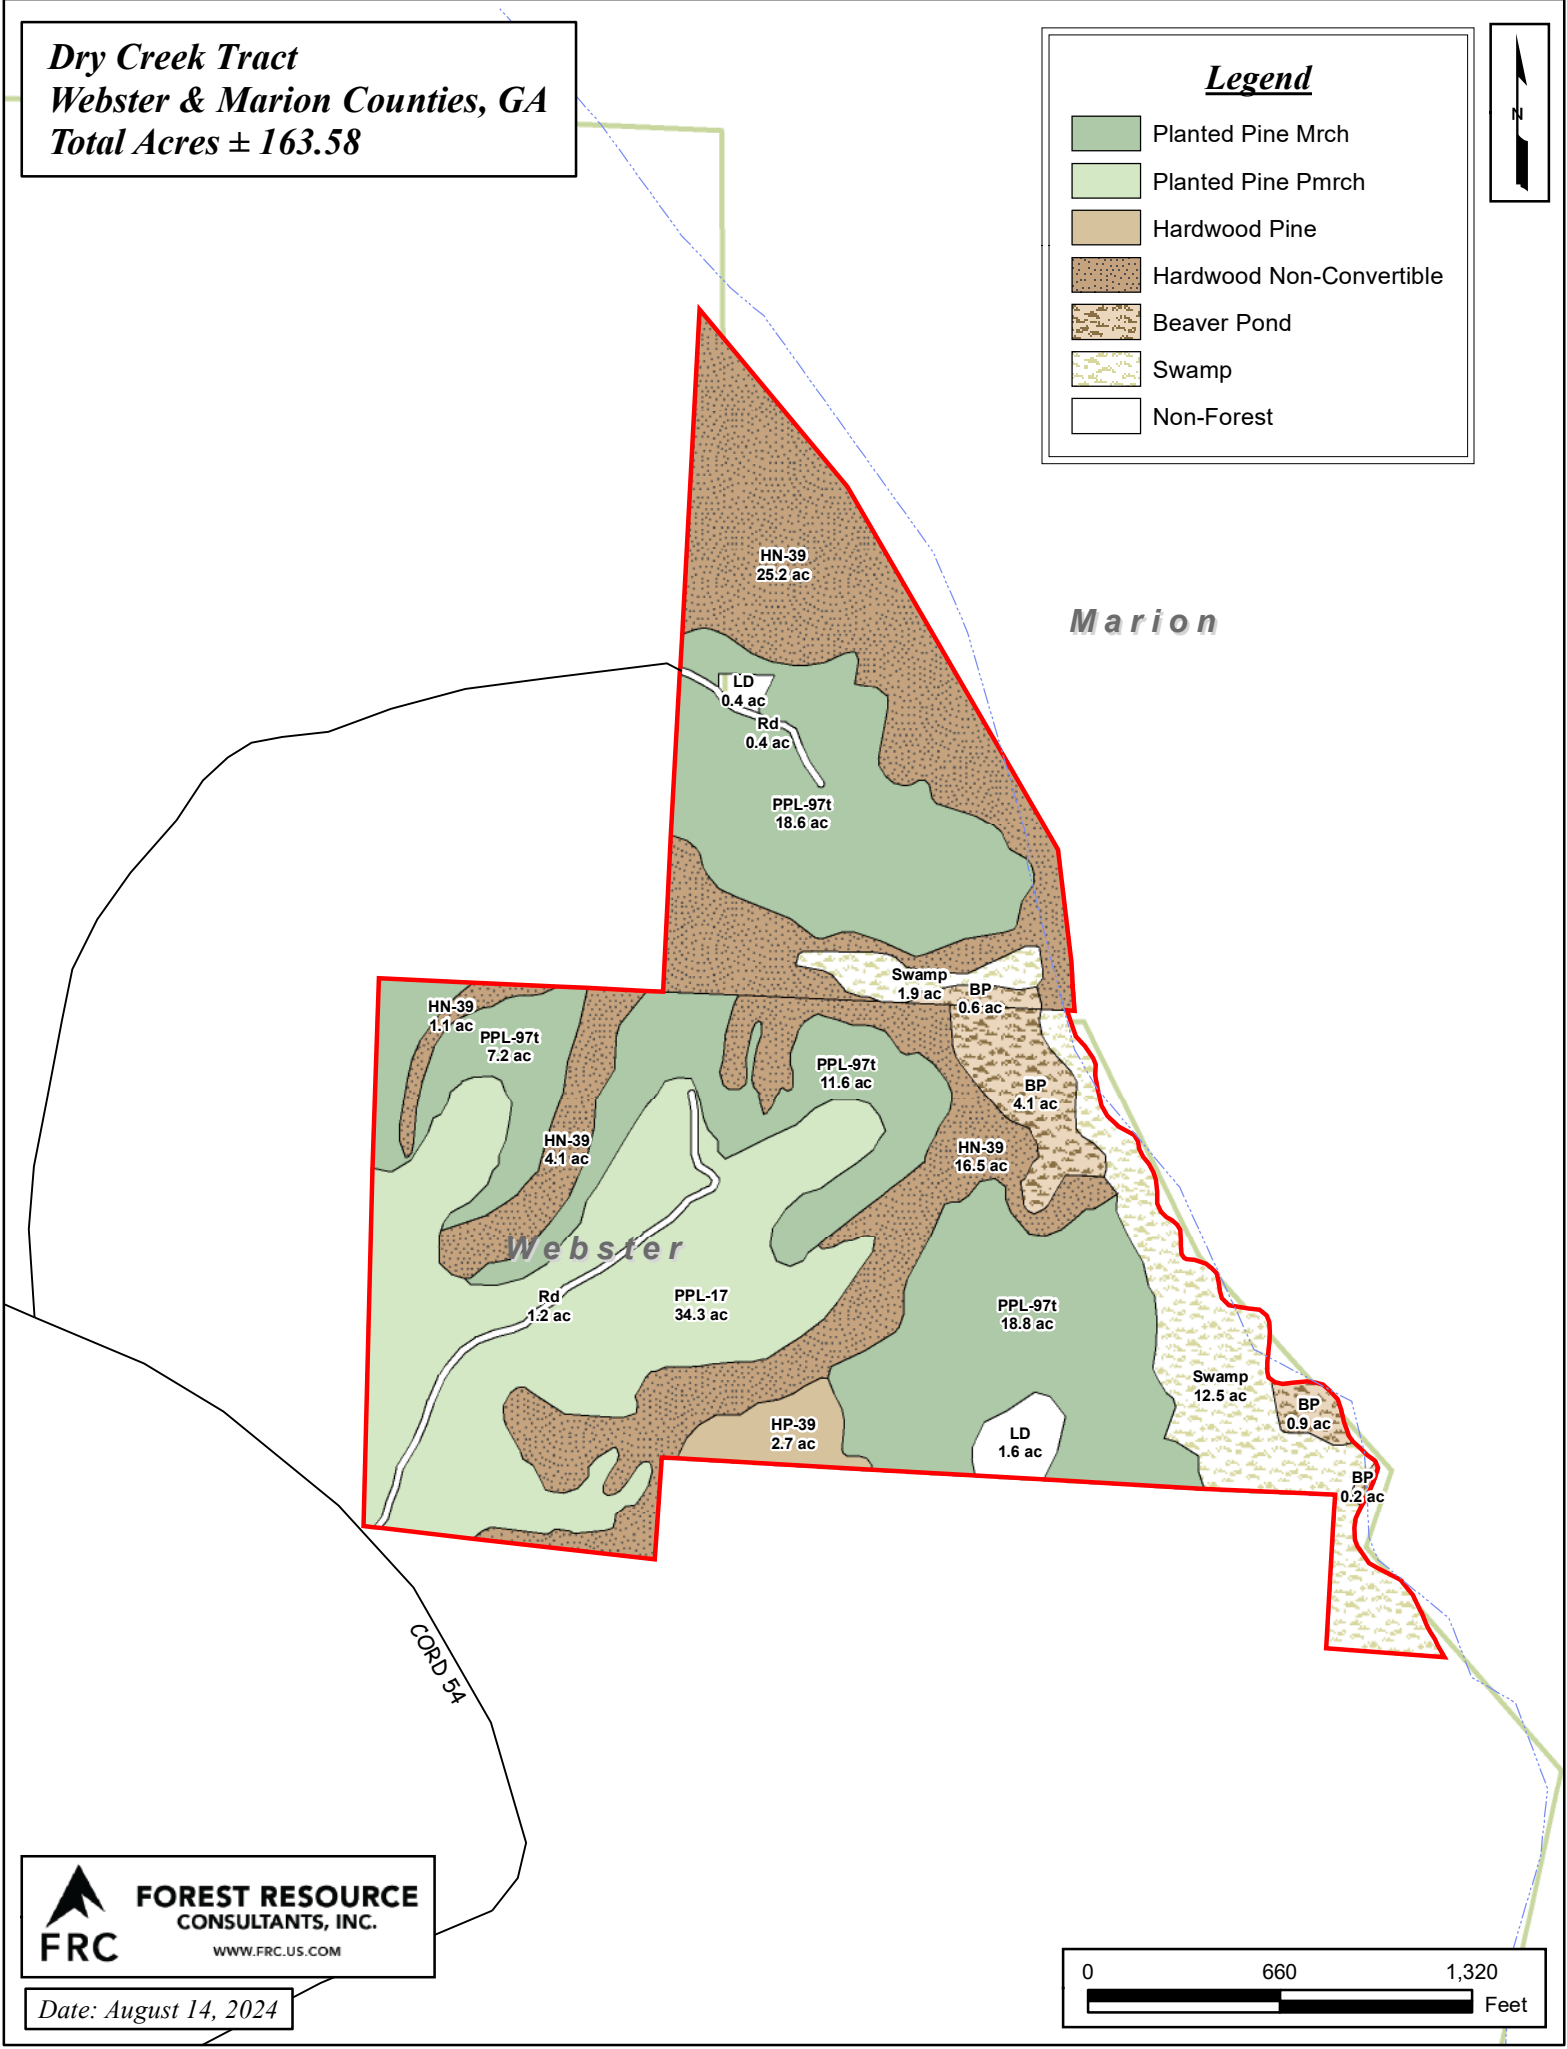 Dry Creek Tract
Webster & Marion Counties, GA
Total Acres ± 163.58
Legend
Planted Pine Mrch
Planted Pine Pmrch
Hardwood Pine
Hardwood Non-Convertible
Beaver Pond
Swamp
Non-Forest
N
HN-39
25.2 ac
Marion
LD
0.4 ac
Rd
0.4 ac
PPL-97t
18.6 ac
Swamp
1.9 ac
BP
0.6 ac
HN-39
1.1 ac
PPL-97t
7.2 ac
PPL-97t
11.6 ac
BP
4.1 ac
HN-39
4.1 ac
HN-39
16.5 ac
Webster
Rd
1.2 ac
PPL-17
34.3 ac
PPL-97t
18.8 ac
Swamp
12.5 ac
BP
0.9 ac
HP-39
2.7 ac
LD
1.6 ac
BP
0.2 ac
CORD 54
FRC
FOREST RESOURCE
CONSULTANTS, INC.
WWW.FRC.US.COM
Date: August 14, 2024
0 660 1,320
Feet